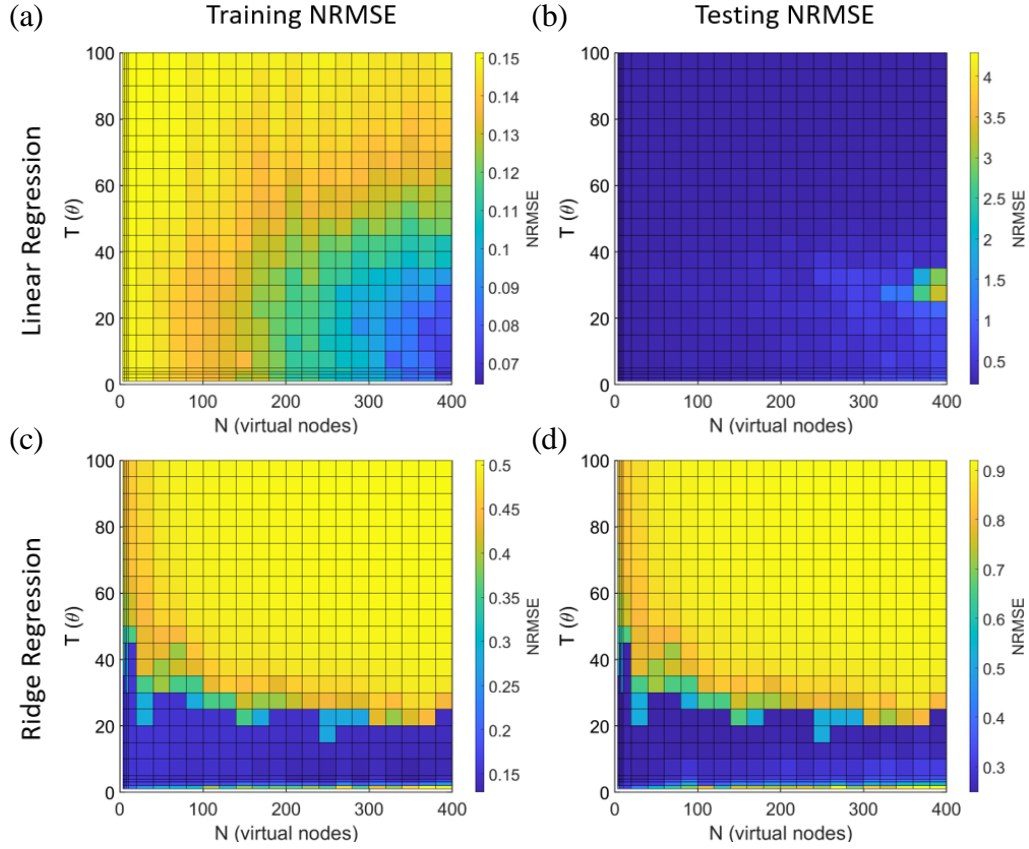 (a) Training NRMSE
(b) Testing NRMSE
Linear Regression
100
80
60
40
20
0
T (θ)
0 100 200 300 400
N (virtual nodes)
0.15
0.14
0.13
0.12
0.11
0.1
0.09
0.08
0.07
NRMSE
100
80
60
40
20
0
T (θ)
0 100 200 300 400
N (virtual nodes)
4
3.5
3
2.5
2
1.5
1
0.5
NRMSE
(c)
(d)
Ridge Regression
100
80
60
40
20
0
T (θ)
0 100 200 300 400
N (virtual nodes)
0.5
0.45
0.4
0.35
0.3
0.25
0.2
0.15
NRMSE
100
80
60
40
20
0
T (θ)
0 100 200 300 400
N (virtual nodes)
0.9
0.8
0.7
0.6
0.5
0.4
0.3
NRMSE